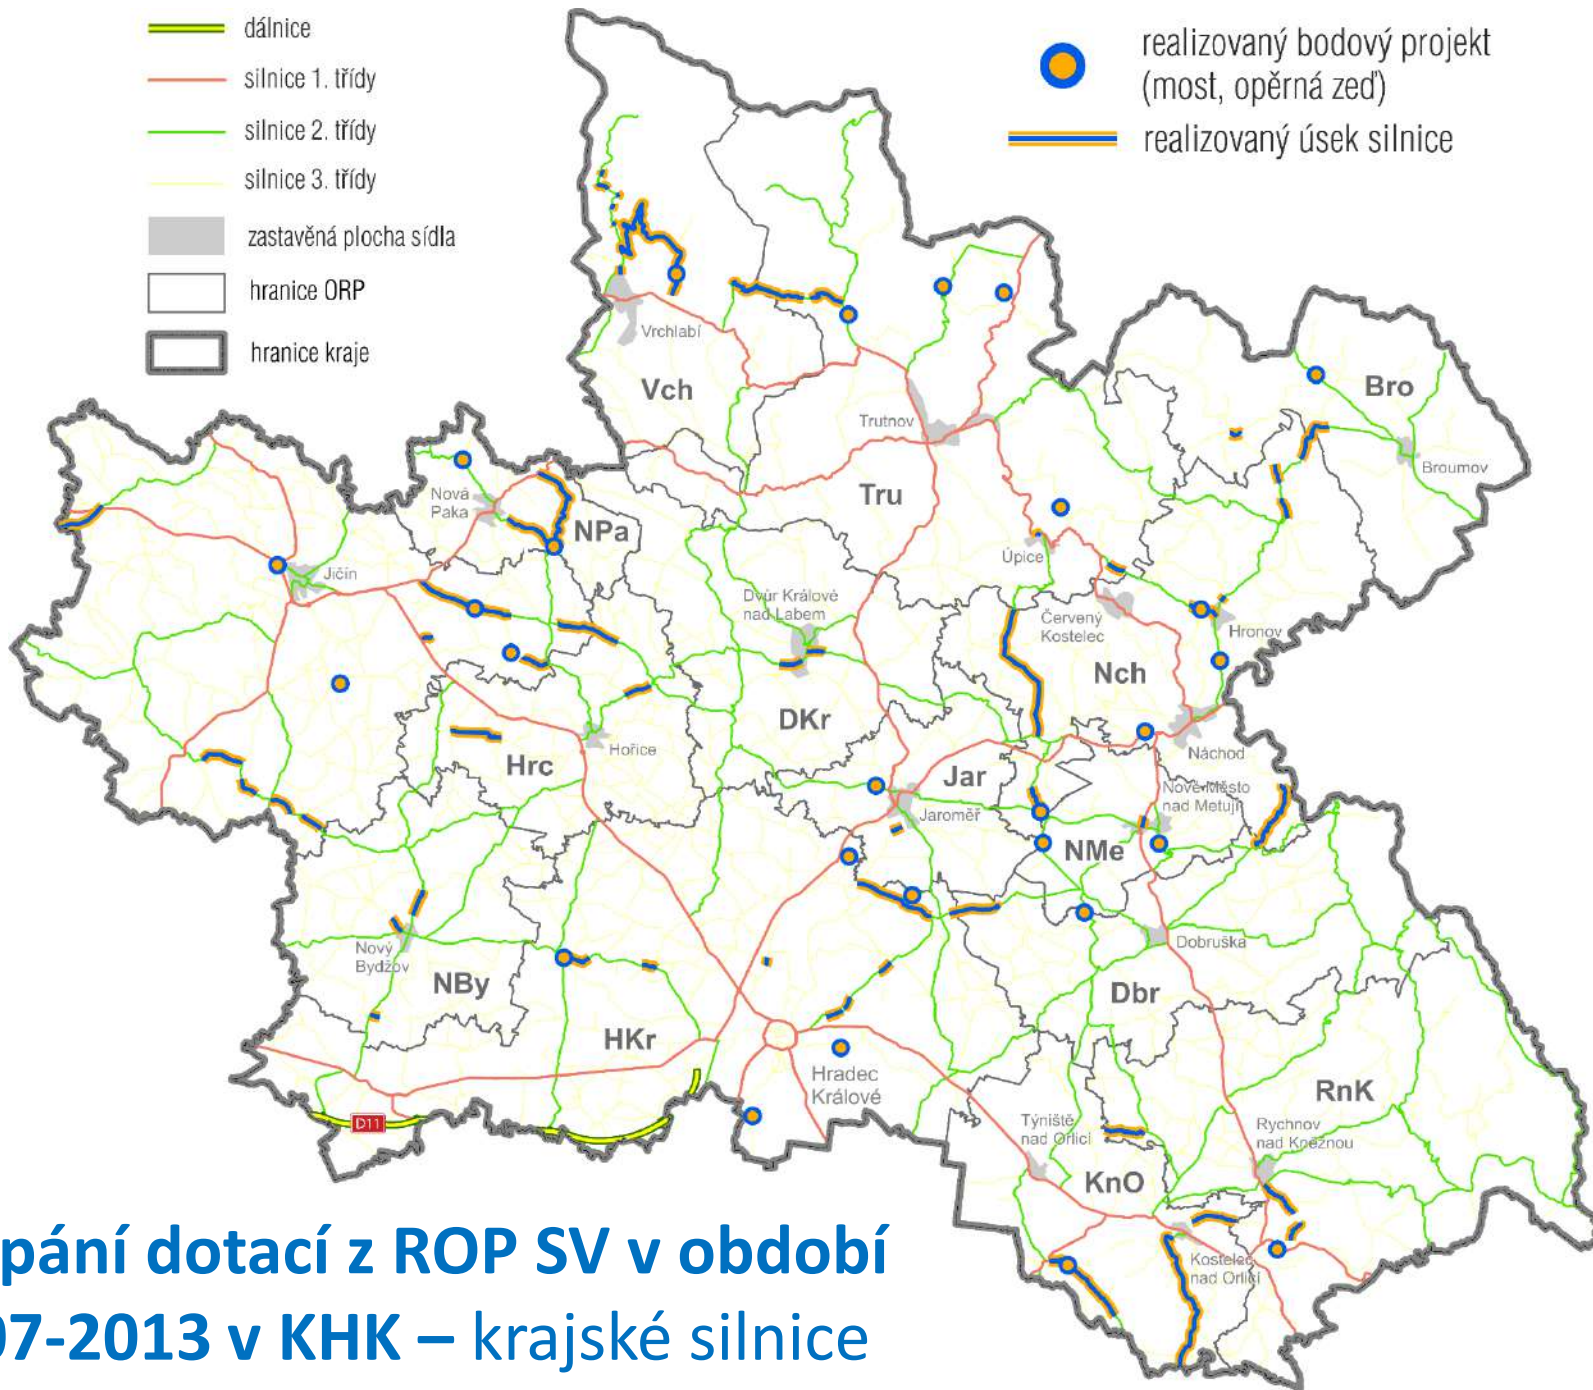 dálnice
silnice 1. třídy
silnice 2. třídy
silnice 3. třídy
zastavěná plocha sídla
hranice ORP
hranice kraje
realizovaný bodový projekt
(most, opěrná zeď)
realizovaný úsek silnice
Vrchlabí
Vch
Trutnov
Bro
Broumov
Nová
Paka
NPa
Tru
Úpice
Jičín
Dvůr Králové
nad Labem
Červený
Kostelec
Hronov
Nch
DKr
Náchod
Hořice
Hrc
Jar
Jaroměř
Nové Město
nad Metují
NMe
Nový
Bydžov
NBy
Dobruška
Dbr
HKr
Hradec
Králové
RnK
D11
Týniště
nad Orlicí
Rychnov
nad Kněžnou
KnO
Kostelec
nad Orlicí
pání dotací z ROP SV v období
07-2013 v KHK – krajské silnice